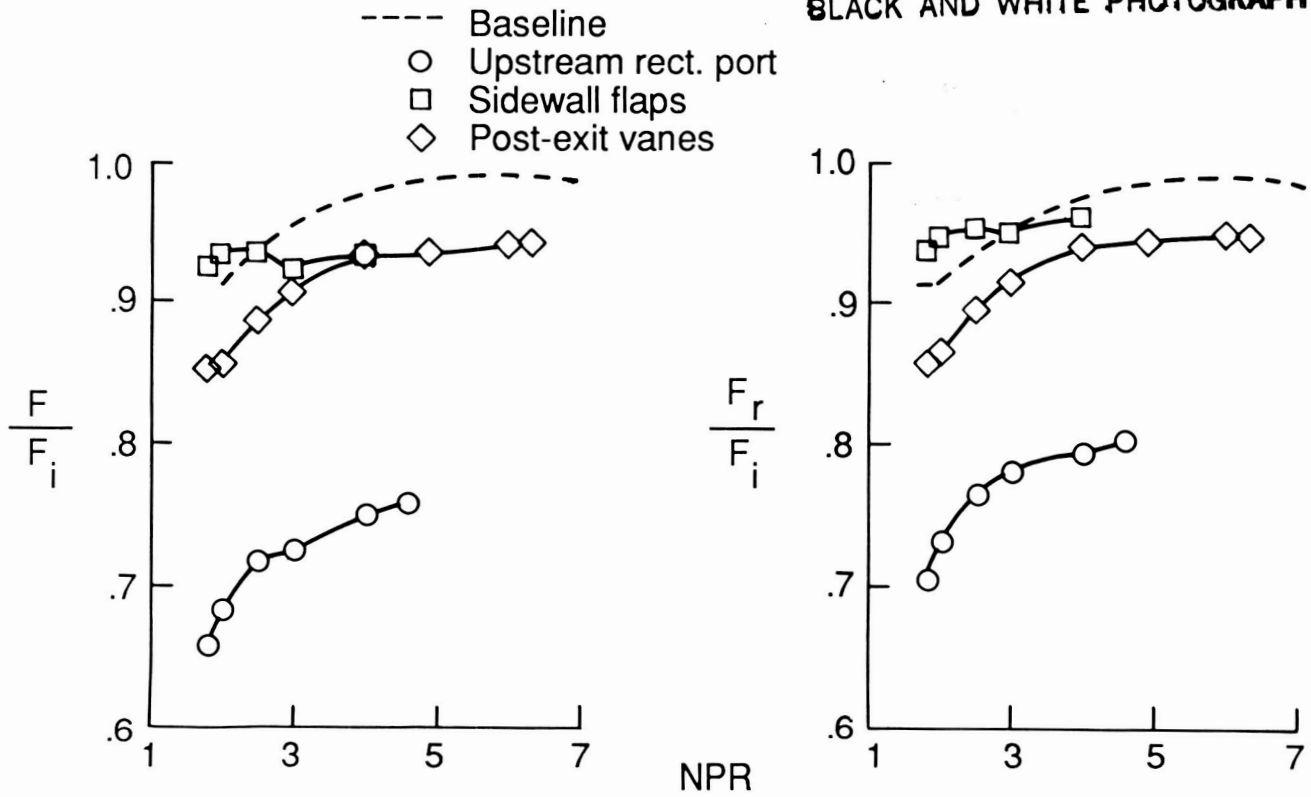 BLACK AND WHITE PHOTOGRAPH
Baseline
Upstream rect. port
Sidewall flaps
Post-exit vanes
1.0
.9
.8
.7
.6
F
F i
1
3
5
7
NPR
1.0
.9
.8
.7
.6
F r
F i
1
3
5
7